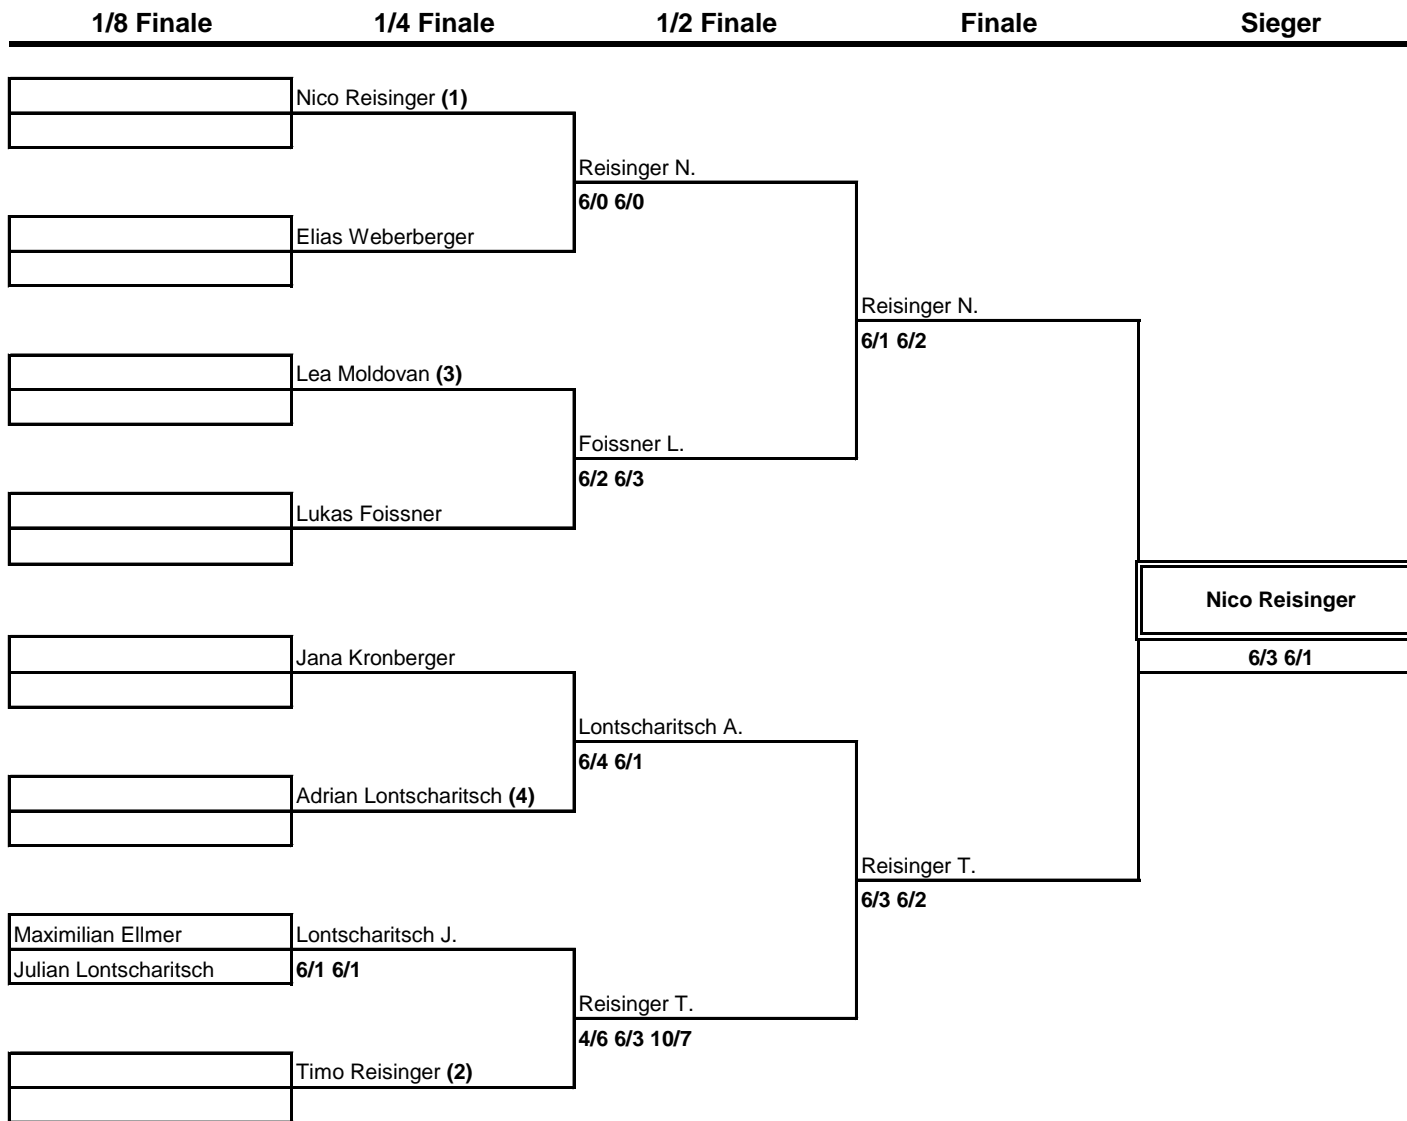 1/8 Finale 1/4 Finale 1/2 Finale Finale Sieger
Nico Reisinger (1)
Reisinger N.
6/0 6/0
Elias Weberberger
Reisinger N.
6/1 6/2
Lea Moldovan (3)
Foissner L.
6/2 6/3
Lukas Foissner
Nico Reisinger
6/3 6/1
Jana Kronberger
Lontscharitsch A.
6/4 6/1
Adrian Lontscharitsch (4)
Reisinger T.
6/3 6/2
Maximilian Ellmer Lontscharitsch J.
Julian Lontscharitsch 6/1 6/1
Reisinger T.
4/6 6/3 10/7
Timo Reisinger (2)